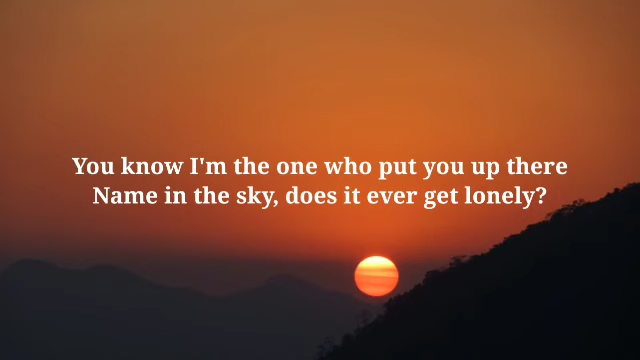 You know I'm the one who put you up there
Name in the sky, does it ever get lonely?